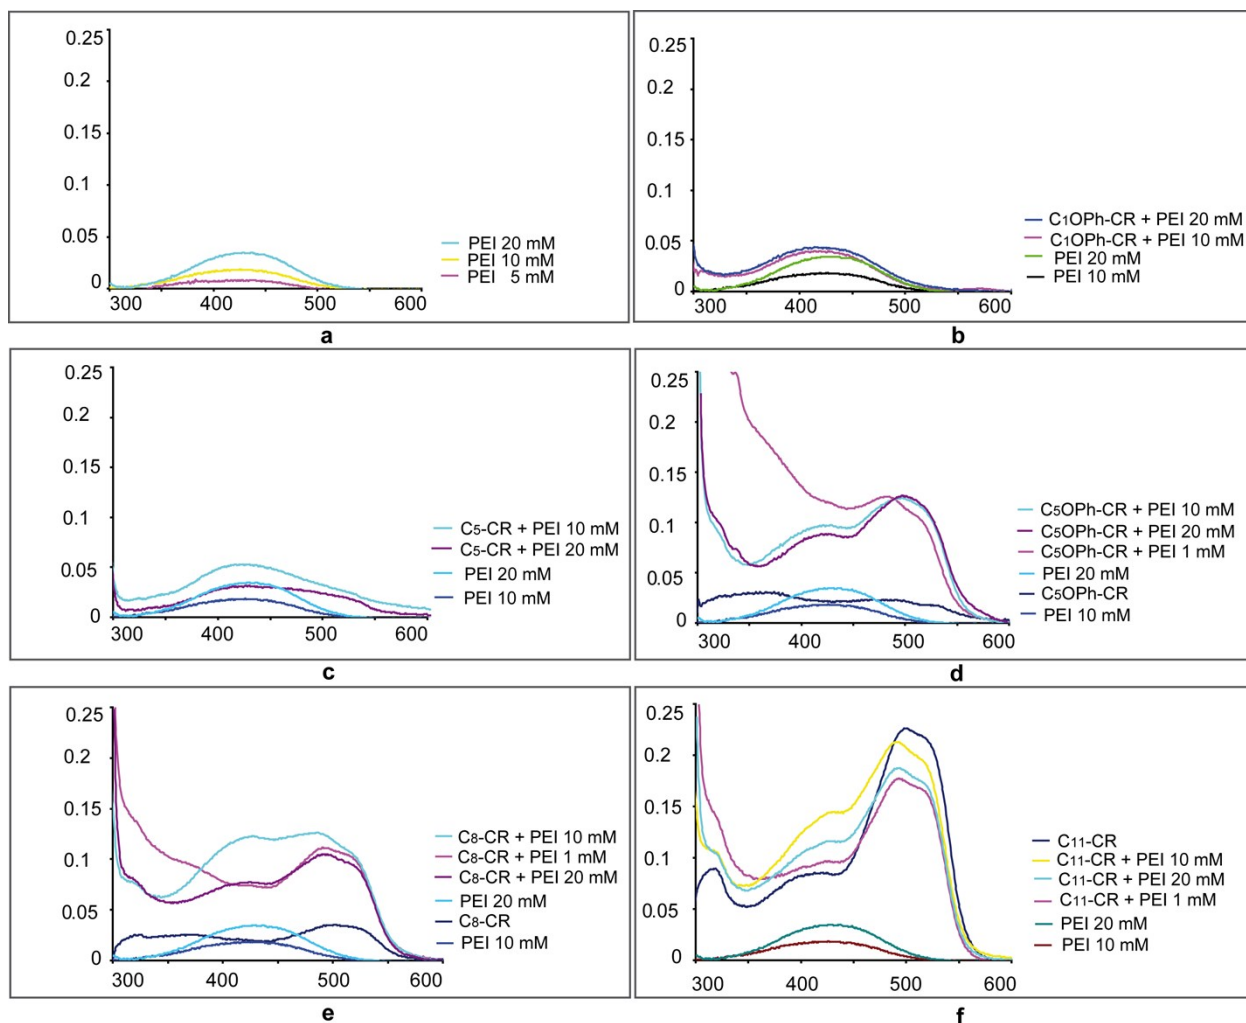 0.25
0.2
0.15
0.1
0.05
0
300 400 500 600
PEI 20 mM
PEI 10 mM
PEI 5 mM
a
0.25
0.2
0.15
0.1
0.05
0
300 400 500 600
C1OPh-CR + PEI 20 mM
C1OPh-CR + PEI 10 mM
PEI 20 mM
PEI 10 mM
b
0.25
0.2
0.15
0.1
0.05
0
300 400 500 600
C5-CR + PEI 10 mM
C5-CR + PEI 20 mM
PEI 20 mM
PEI 10 mM
c
0.25
0.2
0.15
0.1
0.05
0
300 400 500 600
C5OPh-CR + PEI 10 mM
C5OPh-CR + PEI 20 mM
C5OPh-CR + PEI 1 mM
PEI 20 mM
C5OPh-CR
PEI 10 mM
d
0.25
0.2
0.15
0.1
0.05
0
300 400 500 600
C8-CR + PEI 10 mM
C8-CR + PEI 1 mM
C8-CR + PEI 20 mM
PEI 20 mM
C8-CR
PEI 10 mM
e
0.25
0.2
0.15
0.1
0.05
0
300 400 500 600
C11-CR
C11-CR + PEI 10 mM
C11-CR + PEI 20 mM
C11-CR + PEI 1 mM
PEI 20 mM
PEI 10 mM
f